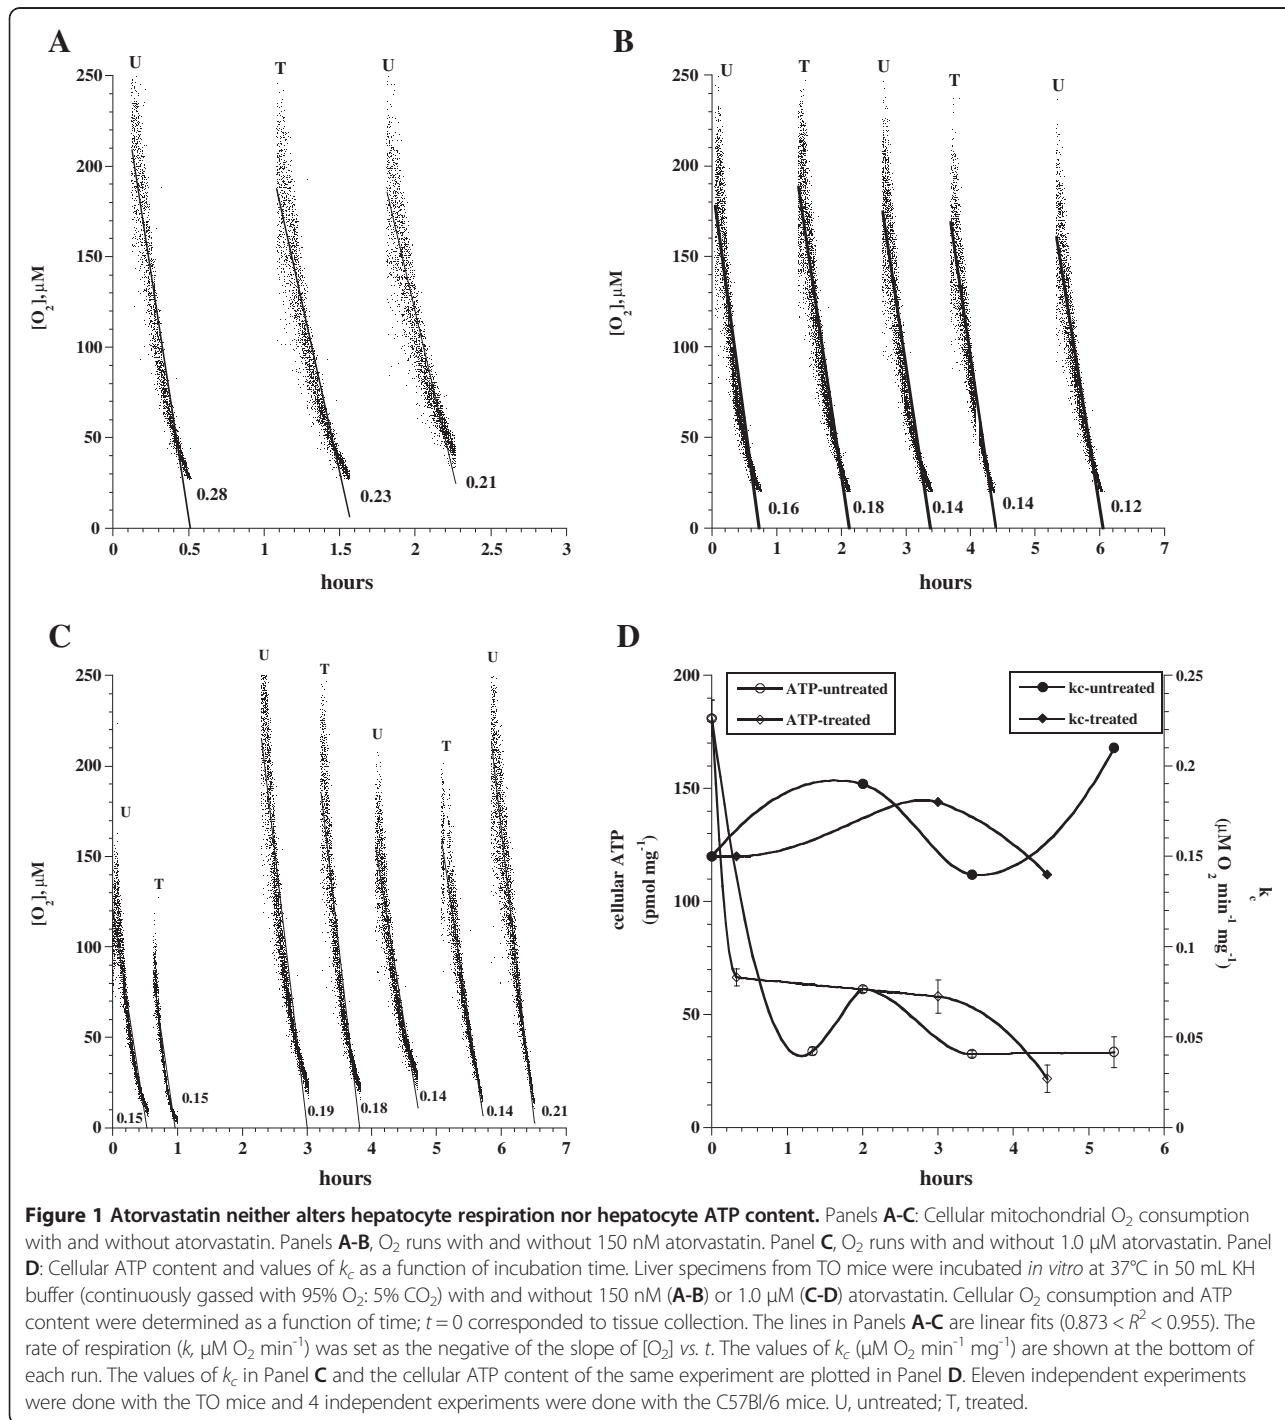 A
U
T
U
250
200
150
100
50
0
[O2], µM
0.28
0.23
0.21
0 0.5 1 1.5 2 2.5 3
hours
B
U
T
U
T
U
250
200
150
100
50
0
[O2], µM
0.16
0.18
0.14
0.14
0.12
0 1 2 3 4 5 6 7
hours
C
U
T
U
T
U
T
U
250
200
150
100
50
0
[O2], µM
0.15
0.15
0.19
0.18
0.14
0.14
0.21
0 1 2 3 4 5 6 7
hours
D
ATP-untreated
ATP-treated
kc-untreated
kc-treated
200
150
100
50
0
cellular ATP
(pmol mg-1)
0.25
0.2
0.15
0.1
0.05
0
kc
(µM O2 min-1 mg-1)
0 1 2 3 4 5 6
hours
Figure 1 Atorvastatin neither alters hepatocyte respiration nor hepatocyte ATP content. Panels A-C: Cellular mitochondrial O2 consumption
with and without atorvastatin. Panels A-B, O2 runs with and without 150 nM atorvastatin. Panel C, O2 runs with and without 1.0 µM atorvastatin. Panel
D: Cellular ATP content and values of kc as a function of incubation time. Liver specimens from TO mice were incubated in vitro at 37°C in 50 mL KH
buffer (continuously gassed with 95% O2: 5% CO2) with and without 150 nM (A-B) or 1.0 µM (C-D) atorvastatin. Cellular O2 consumption and ATP
content were determined as a function of time; t = 0 corresponded to tissue collection. The lines in Panels A-C are linear fits (0.873 < R2 < 0.955). The
rate of respiration (k, µM O2 min-1) was set as the negative of the slope of [O2] vs. t. The values of kc (µM O2 min-1 mg-1) are shown at the bottom of
each run. The values of kc in Panel C and the cellular ATP content of the same experiment are plotted in Panel D. Eleven independent experiments
were done with the TO mice and 4 independent experiments were done with the C57Bl/6 mice. U, untreated; T, treated.